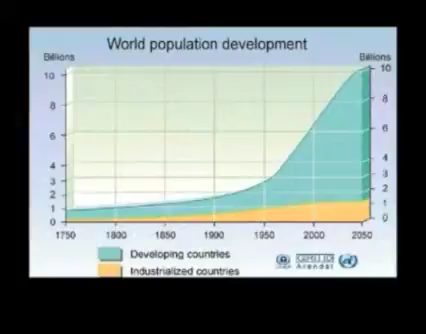 World population development
Billions Billions
10 10
8 8
6 6
4 4
3 3
2 2
1 1
0 0
1750 1800 1850 1900 1950 2000 2050
Developing countries
Industrialized countries
Arendal